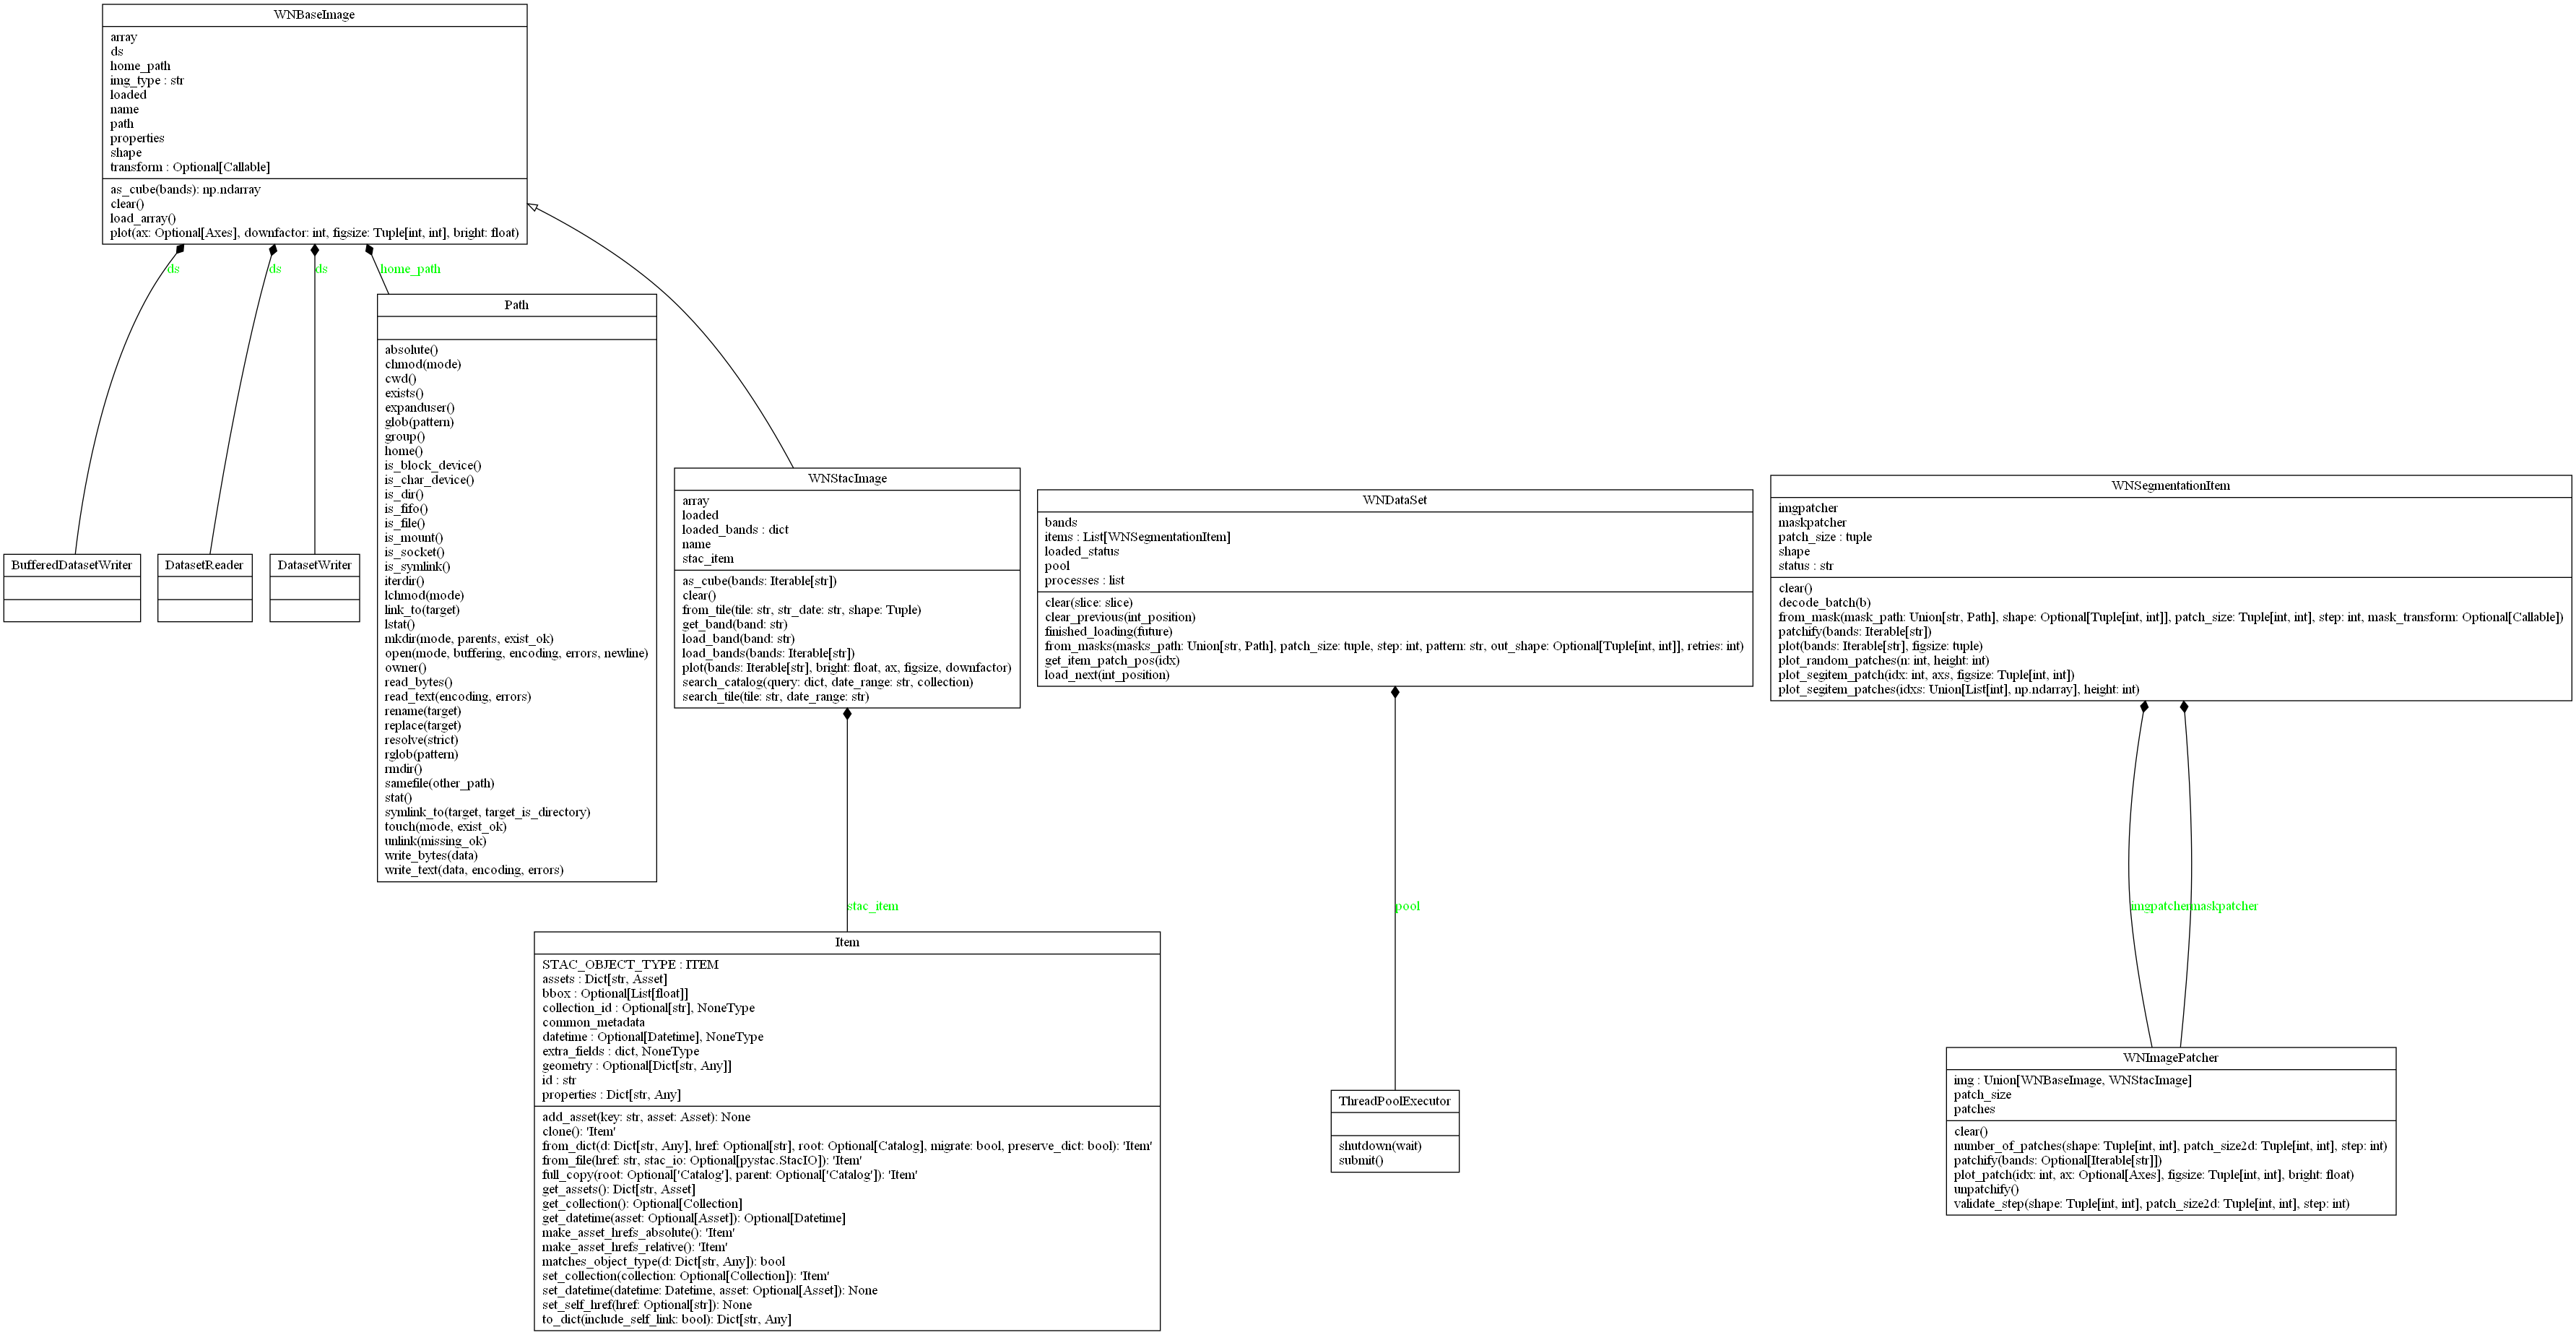 WNBaseImage
array
ds
home_path
img_type : str
loaded
name
path
properties
shape
transform : Optional[Callable]
as_cube(bands): np.ndarray
clear()
load_array()
plot(ax: Optional[Axes], downfactor: int, figsize: Tuple[int, int], bright: float)
ds
ds
ds
home_path
BufferedDatasetWriter
DatasetReader
DatasetWriter
Path
absolute()
chmod(mode)
cwd()
exists()
expanduser()
glob(pattern)
group()
home()
is_block_device()
is_char_device()
is_dir()
is_fifo()
is_file()
is_mount()
is_socket()
is_symlink()
iterdir()
lchmod(mode)
link_to(target)
lstat()
mkdir(mode, parents, exist_ok)
open(mode, buffering, encoding, errors, newline)
owner()
read_bytes()
read_text(encoding, errors)
rename(target)
replace(target)
resolve(strict)
rglob(pattern)
rmdir()
samefile(other_path)
stat()
symlink_to(target, target_is_directory)
touch(mode, exist_ok)
unlink(missing_ok)
write_bytes(data)
write_text(data, encoding, errors)
WNStacImage
array
loaded
loaded_bands : dict
name
stac_item
as_cube(bands: Iterable[str])
clear()
from_tile(tile: str, str_date: str, shape: Tuple)
get_band(band: str)
load_band(band: str)
load_bands(bands: Iterable[str])
plot(bands: Iterable[str], bright: float, ax, figsize, downfactor)
search_catalog(query: dict, date_range: str, collection)
search_tile(tile: str, date_range: str)
stac_item
Item
STAC_OBJECT_TYPE : ITEM
assets : Dict[str, Asset]
bbox : Optional[List[float]]
collection_id : Optional[str], NoneType
common_metadata
datetime : Optional[Datetime], NoneType
extra_fields : dict, NoneType
geometry : Optional[Dict[str, Any]]
id : str
properties : Dict[str, Any]
add_asset(key: str, asset: Asset): None
clone(): 'Item'
from_dict(d: Dict[str, Any], href: Optional[str], root: Optional[Catalog], migrate: bool, preserve_dict: bool): 'Item'
from_file(href: str, stac_io: Optional[pystac.StacIO]): 'Item'
full_copy(root: Optional['Catalog'], parent: Optional['Catalog']): 'Item'
get_assets(): Dict[str, Asset]
get_collection(): Optional[Collection]
get_datetime(asset: Optional[Asset]): Optional[Datetime]
make_asset_hrefs_absolute(): 'Item'
make_asset_hrefs_relative(): 'Item'
matches_object_type(d: Dict[str, Any]): bool
set_collection(collection: Optional[Collection]): 'Item'
set_datetime(datetime: Datetime, asset: Optional[Asset]): None
set_self_href(href: Optional[str]): None
to_dict(include_self_link: bool): Dict[str, Any]
WNDataSet
bands
items : List[WNSegmentationItem]
loaded_status
pool
processes : list
clear(slice: slice)
clear_previous(int_position)
finished_loading(future)
from_masks(masks_path: Union[str, Path], patch_size: tuple, step: int, pattern: str, out_shape: Optional[Tuple[int, int]], retries: int)
get_item_patch_pos(idx)
load_next(int_position)
pool
ThreadPoolExecutor
shutdown(wait)
submit()
WNSegmentationItem
imgpatcher
maskpatcher
patch_size : tuple
shape
status : str
clear()
decode_batch(b)
from_mask(mask_path: Union[str, Path], shape: Optional[Tuple[int, int]], patch_size: Tuple[int, int], step: int, mask_transform: Optional[Callable])
patchify(bands: Iterable[str])
plot(bands: Iterable[str], figsize: tuple)
plot_random_patches(n: int, height: int)
plot_segitem_patch(idx: int, axs, figsize: Tuple[int, int])
plot_segitem_patches(idxs: Union[List[int], np.ndarray], height: int)
imgpatcher
maskpatcher
WNImagePatcher
img : Union[WNBaseImage, WNStacImage]
patch_size
patches
clear()
number_of_patches(shape: Tuple[int, int], patch_size2d: Tuple[int, int], step: int)
patchify(bands: Optional[Iterable[str]])
plot_patch(idx: int, ax: Optional[Axes], figsize: Tuple[int, int], bright: float)
unpatchify()
validate_step(shape: Tuple[int, int], patch_size2d: Tuple[int, int], step: int)